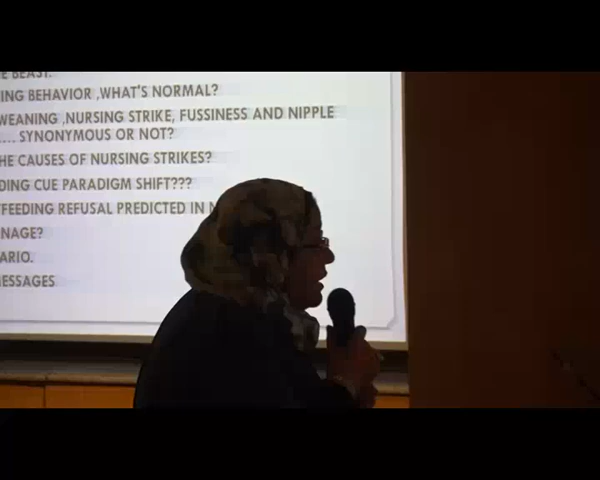 E BEAST.
ING BEHAVIOR ,WHAT'S NORMAL?
WEANING ,NURSING STRIKE, FUSSINESS AND NIPPLE
.... SYNONYMOUS OR NOT?
HE CAUSES OF NURSING STRIKES?
DING CUE PARADIGM SHIFT???
FEEDING REFUSAL PREDICTED IN
NAGE?
ARIO.
ESSAGES